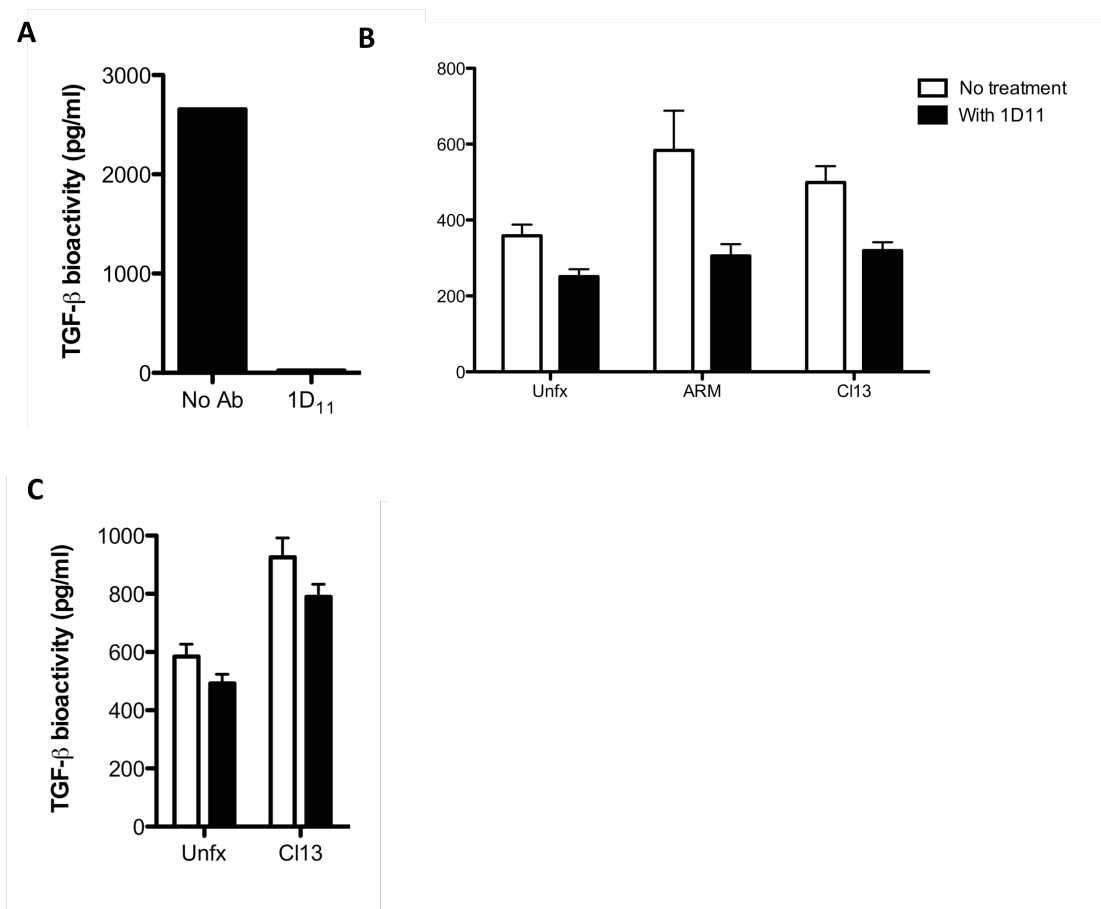 A
TGF-β bioactivity (pg/ml)
3000
2000
1000
0
No Ab
1D11
B
800
600
400
200
0
Unfx
ARM
Cl13
No treatment
With 1D11
C
TGF-β bioactivity (pg/ml)
1000
800
600
400
200
0
Unfx
Cl13